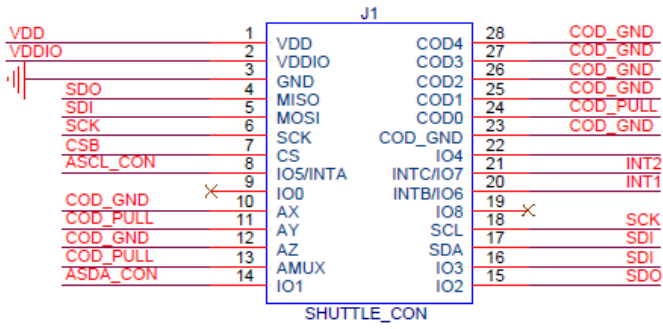 J1
VDD 1 VDD COD4 28 COD_GND
VDDIO 2 VDDIO COD3 27 COD_GND
3 GND COD2 26 COD_GND
SDO 4 MISO COD1 25 COD_GND
SDI 5 MOSI COD0 24 COD_PULL
SCK 6 SCK COD_GND 23 COD_GND
CSB 7 CS IO4 22
ASCL_CON 8 IO5/INTA INTC/IO7 21 INT2
9 IO0 INTB/IO6 20 INT1
COD_GND 10 AX IO8 19
COD_PULL 11 AY SCL 18 SCK
COD_GND 12 AZ SDA 17 SDI
COD_PULL 13 AMUX IO3 16 SDI
ASDA_CON 14 IO1 IO2 15 SDO
SHUTTLE_CON